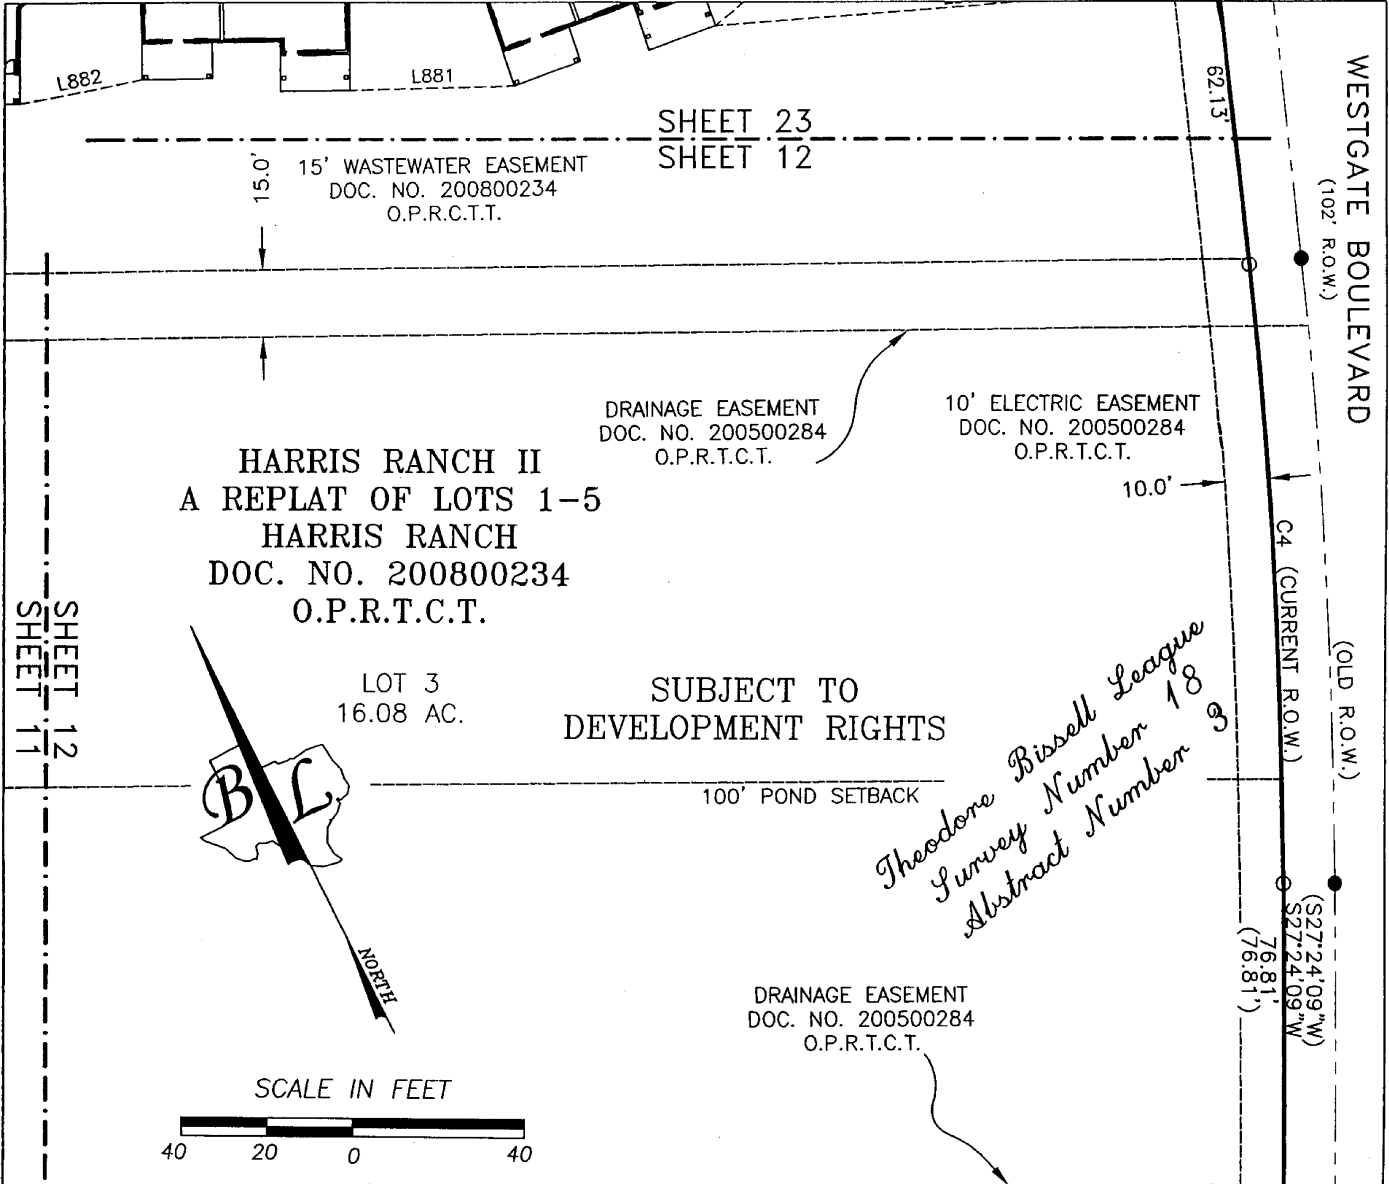 L882
L881
62.13'
WESTGATE BOULEVARD
(102' R.O.W.)
SHEET 23
SHEET 12
15.0'
15' WASTEWATER EASEMENT
DOC. NO. 200800234
O.P.R.C.T.T.
DRAINAGE EASEMENT
DOC. NO. 200500284
O.P.R.T.C.T.
10' ELECTRIC EASEMENT
DOC. NO. 200500284
O.P.R.T.C.T.
10.0'
HARRIS RANCH II
A REPLAT OF LOTS 1-5
HARRIS RANCH
DOC. NO. 200800234
O.P.R.T.C.T.
C4 (CURRENT R.O.W.)
(OLD R.O.W.)
SHEET 12
SHEET 11
LOT 3
16.08 AC.
SUBJECT TO
DEVELOPMENT RIGHTS
Theodore Bissell League
Survey Number 18
Abstract Number 3
B L
100' POND SETBACK
(S27°24'09"W)
S27°24'09"W
76.81'
(76.81')
NORTH
DRAINAGE EASEMENT
DOC. NO. 200500284
O.P.R.T.C.T.
SCALE IN FEET
40 20 0 40